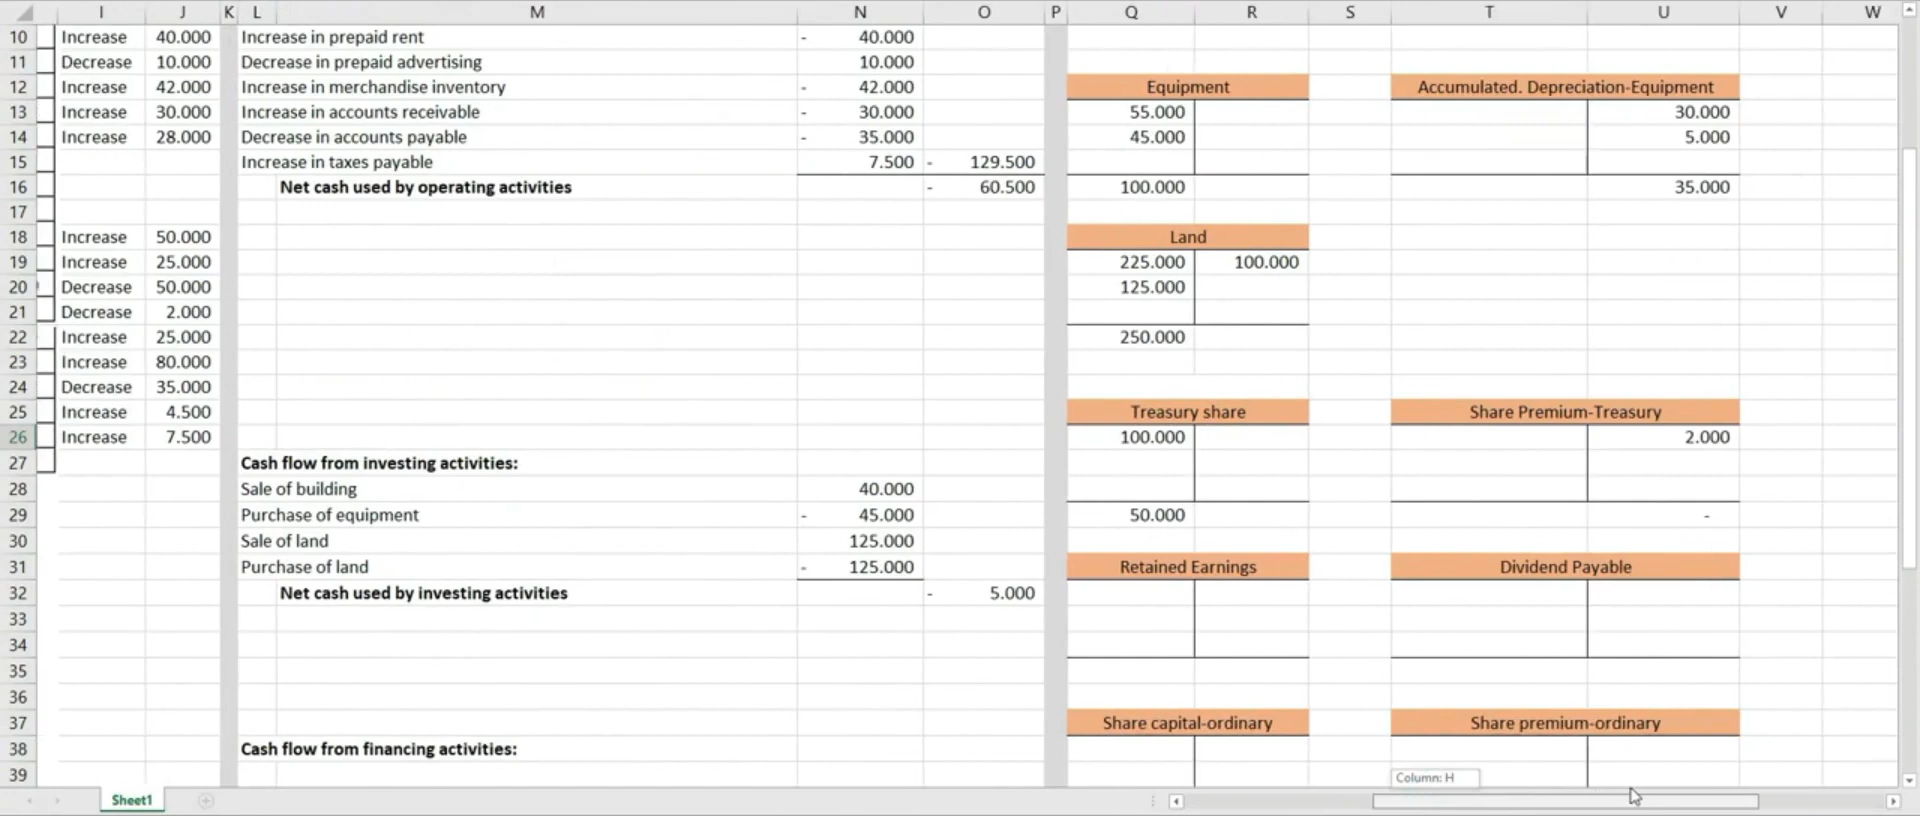 I J K L M N O P Q R S T U V W
10 Increase 40.000 Increase in prepaid rent - 40.000
11 Decrease 10.000 Decrease in prepaid advertising 10.000
12 Increase 42.000 Increase in merchandise inventory - 42.000 Equipment Accumulated. Depreciation-Equipment
13 Increase 30.000 Increase in accounts receivable - 30.000 55.000 30.000
14 Increase 28.000 Decrease in accounts payable - 35.000 45.000 5.000
15 Increase in taxes payable 7.500 - 129.500
16 Net cash used by operating activities - 60.500 100.000 35.000
17
18 Increase 50.000 Land
19 Increase 25.000 225.000 100.000
20 Decrease 50.000 125.000
21 Decrease 2.000
22 Increase 25.000 250.000
23 Increase 80.000
24 Decrease 35.000
25 Increase 4.500 Treasury share Share Premium-Treasury
26 Increase 7.500 100.000 2.000
27 Cash flow from investing activities:
28 Sale of building 40.000
29 Purchase of equipment - 45.000 50.000 -
30 Sale of land 125.000
31 Purchase of land - 125.000 Retained Earnings Dividend Payable
32 Net cash used by investing activities - 5.000
33
34
35
36
37 Share capital-ordinary Share premium-ordinary
38 Cash flow from financing activities:
39
Column: H
Sheet1